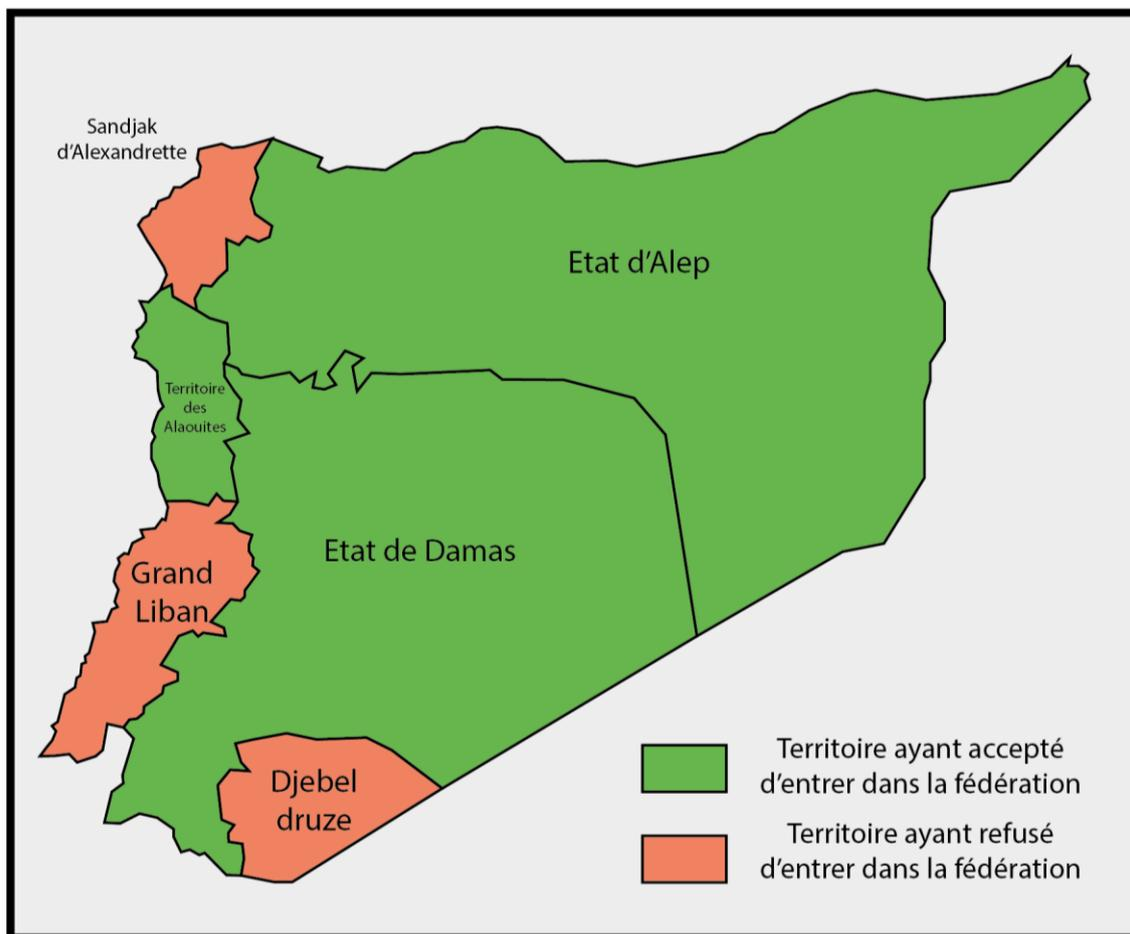 Sandjak
d'Alexandrette
Etat d'Alep
Territoire
des
Alaouites
Etat de Damas
Grand
Liban
Djebel
druze
Territoire ayant accepté
d'entrer dans la fédération
Territoire ayant refusé
d'entrer dans la fédération